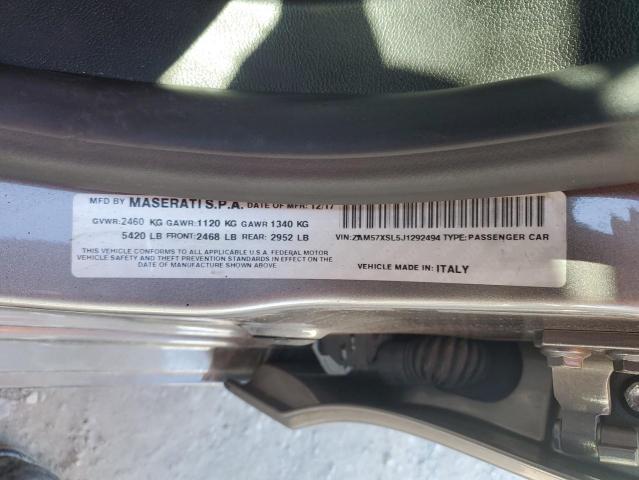 MFD BY MASERATI S.P.A. DATE OF MFR: 12/17
GVWR:2460 KG GAWR:1120 KG GAWR 1340 KG
5420 LB FRONT:2468 LB REAR: 2952 LB
THIS VEHICLE CONFORMS TO ALL APPLICABLE U.S.A. FEDERAL MOTOR
VEHICLE SAFETY AND THEFT PREVENTION STANDARDS IN EFFECT ON THE
DATE OF MANUFACTURE SHOWN ABOVE.
VIN:ZAM57XSL5J1292494 TYPE:PASSENGER CAR
VEHICLE MADE IN: ITALY